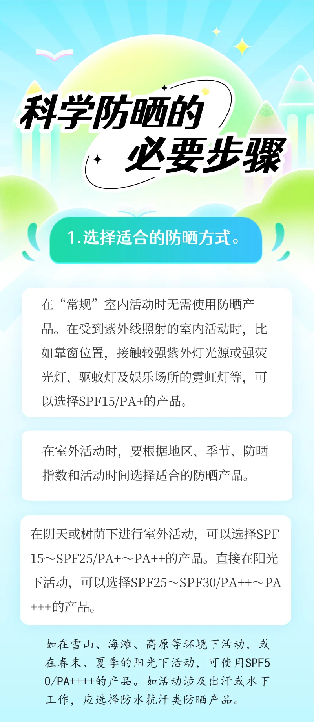 科学防晒的
必要步骤
1.选择适合的防晒方式。
在“常规”室内活动时无需使用防晒产
品。在受到紫外线照射的室内活动时，比
如靠窗位置，接触较强紫外灯光源或强荧
光灯、驱蚊灯及娱乐场所的霓虹灯等，可
以选择SPF15/PA+的产品。
在室外活动时，要根据地区、季节、防晒
指数和活动时间选择适合的防晒产品。
在阴天或树荫下进行室外活动，可以选择SPF
15～SPF25/PA+～PA++的产品。直接在阳光
下活动，可以选择SPF25～SPF30/PA++～PA
+++的产品。
如在雪山、海滩、高原等环境下活动，或
在春末、夏季的阳光下活动，可使用SPF5
0/PA++++的产品。如活动涉及出汗或水下
工作，应选择防水抗汗类防晒产品。